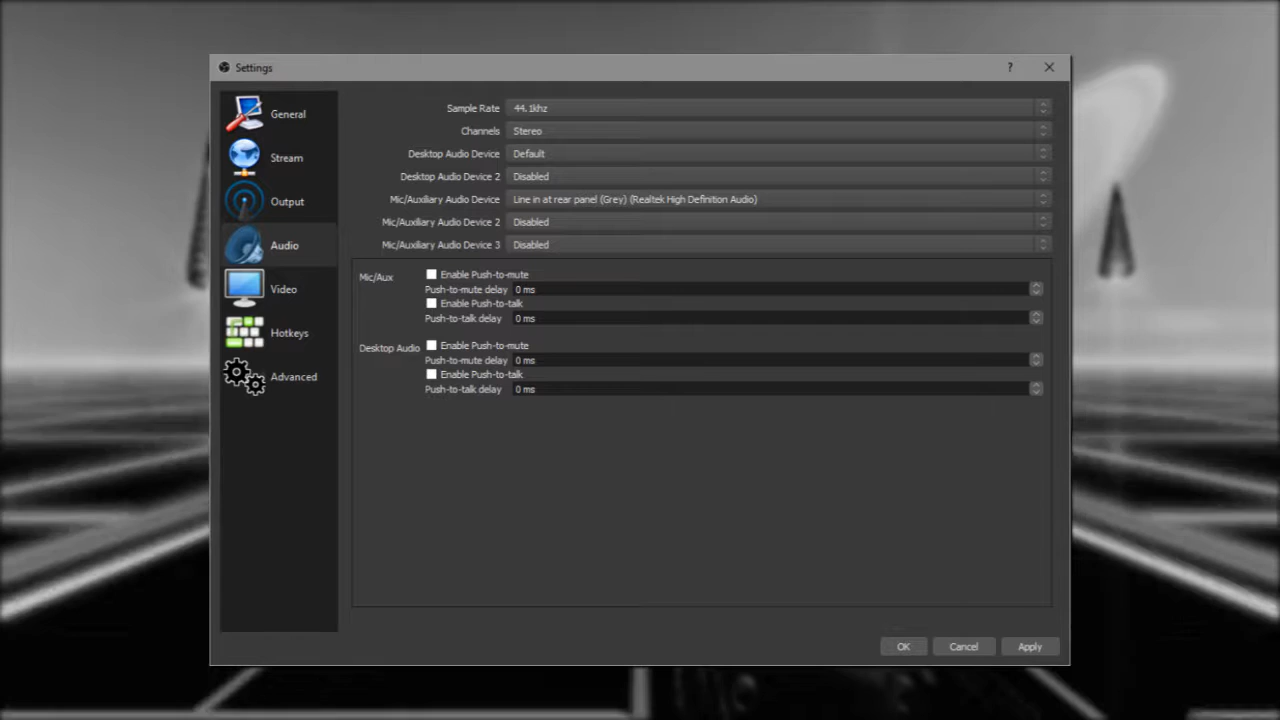 Settings
?
General
Stream
Output
Audio
Video
Hotkeys
Advanced
Sample Rate 44.1khz
Channels Stereo
Desktop Audio Device Default
Desktop Audio Device 2 Disabled
Mic/Auxiliary Audio Device Line in at rear panel (Grey) (Realtek High Definition Audio)
Mic/Auxiliary Audio Device 2 Disabled
Mic/Auxiliary Audio Device 3 Disabled
Mic/Aux Enable Push-to-mute
Push-to-mute delay 0 ms
Enable Push-to-talk
Push-to-talk delay 0 ms
Desktop Audio Enable Push-to-mute
Push-to-mute delay 0 ms
Enable Push-to-talk
Push-to-talk delay 0 ms
OK Cancel Apply